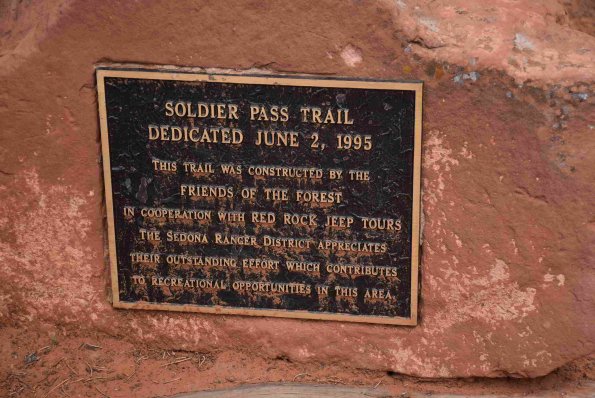 SOLDIER PASS TRAIL
DEDICATED JUNE 2, 1995
THIS TRAIL WAS CONSTRUCTED BY THE
FRIENDS OF THE FOREST
IN COOPERATION WITH RED ROCK JEEP TOURS
THE SEDONA RANGER DISTRICT APPRECIATES
THEIR OUTSTANDING EFFORT WHICH CONTRIBUTES
TO RECREATIONAL OPPORTUNITIES IN THIS AREA.